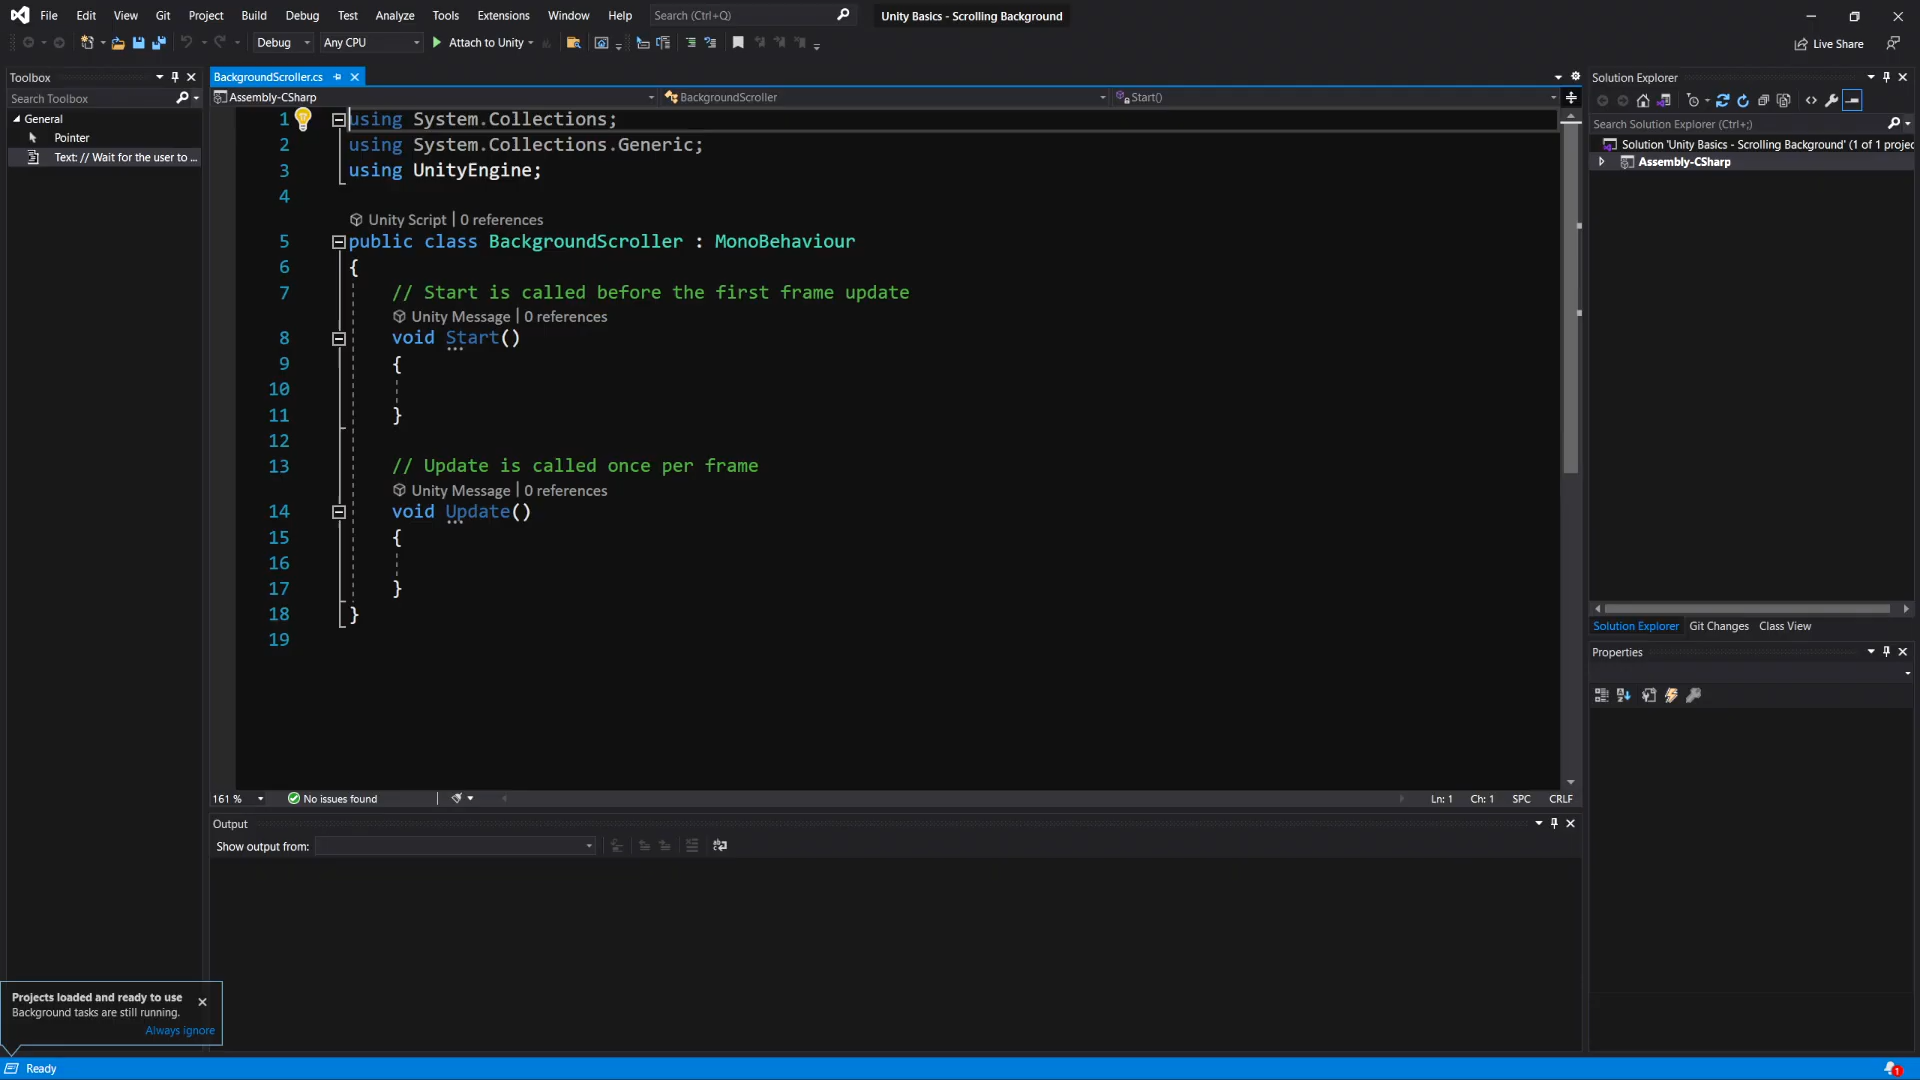 File Edit View Git Project Build Debug Test Analyze Tools Extensions Window Help Search (Ctrl+Q) Unity Basics - Scrolling Background
Debug Any CPU Attach to Unity Live Share
Toolbox
Search Toolbox
General
Pointer
Text: // Wait for the user to ...
BackgroundScroller.cs
Assembly-CSharp BackgroundScroller Start()
1 using System.Collections;
2 using System.Collections.Generic;
3 using UnityEngine;
4
Unity Script | 0 references
5 public class BackgroundScroller : MonoBehaviour
6 {
7 // Start is called before the first frame update
Unity Message | 0 references
8 void Start()
9 {
10
11 }
12
13 // Update is called once per frame
Unity Message | 0 references
14 void Update()
15 {
16
17 }
18 }
19
161 % No issues found Ln: 1 Ch: 1 SPC CRLF
Output
Show output from:
Solution Explorer
Search Solution Explorer (Ctrl+;)
Solution 'Unity Basics - Scrolling Background' (1 of 1 projec
Assembly-CSharp
Solution Explorer Git Changes Class View
Properties
Projects loaded and ready to use
Background tasks are still running.
Always ignore
Ready 1